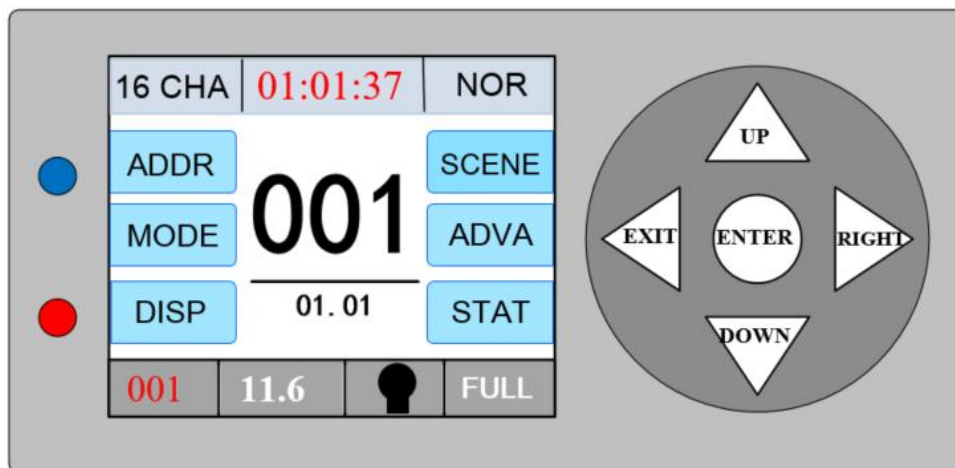 16 CHA 01:01:37 NOR
ADDR
MODE
DISP
001
01. 01
SCENE
ADVA
STAT
001 11.6 FULL
UP
EXIT ENTER RIGHT
DOWN